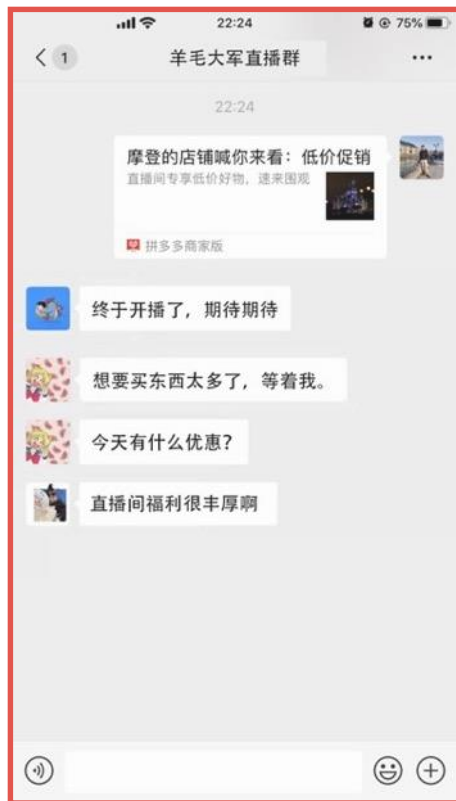 22:24
75%
1
羊毛大军直播群
22:24
摩登的店铺喊你来看：低价促销
直播间专享低价好物，速来围观
拼多多商家版
终于开播了，期待期待
想要买东西太多了，等着我。
今天有什么优惠？
直播间福利很丰厚啊